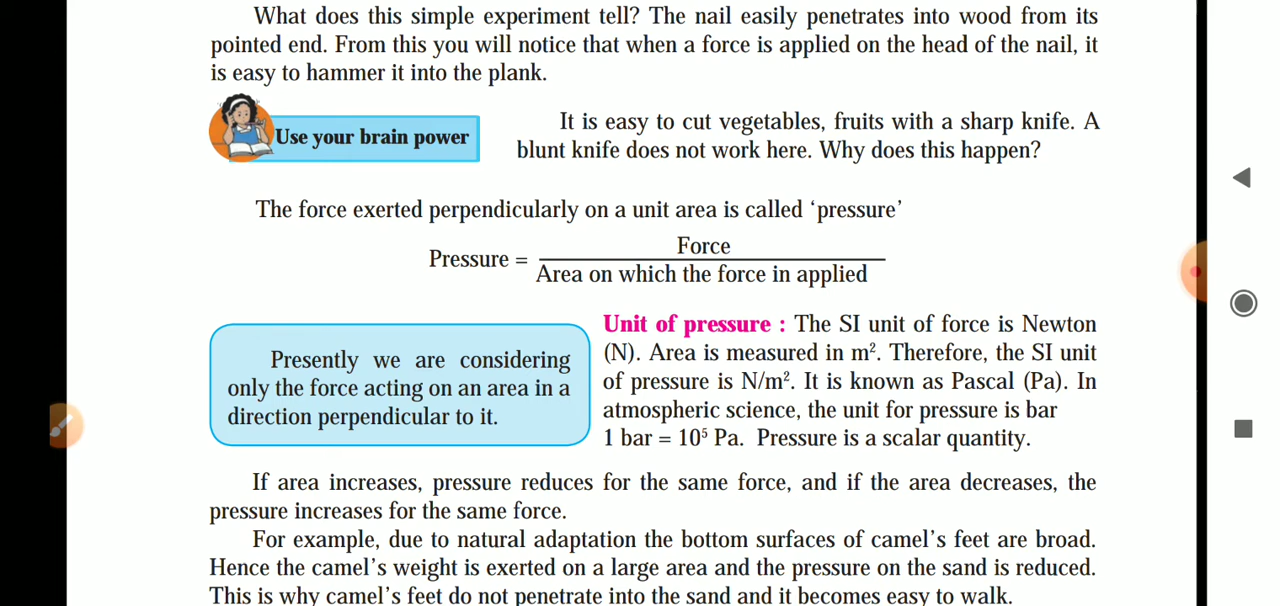 What does this simple experiment tell? The nail easily penetrates into wood from its
pointed end. From this you will notice that when a force is applied on the head of the nail, it
is easy to hammer it into the plank.
Use your brain power
It is easy to cut vegetables, fruits with a sharp knife. A
blunt knife does not work here. Why does this happen?
The force exerted perpendicularly on a unit area is called ‘pressure’
Pressure = Force
Area on which the force in applied
Presently we are considering
only the force acting on an area in a
direction perpendicular to it.
Unit of pressure : The SI unit of force is Newton
(N). Area is measured in m². Therefore, the SI unit
of pressure is N/m². It is known as Pascal (Pa). In
atmospheric science, the unit for pressure is bar
1 bar = 10⁵ Pa. Pressure is a scalar quantity.
If area increases, pressure reduces for the same force, and if the area decreases, the
pressure increases for the same force.
For example, due to natural adaptation the bottom surfaces of camel’s feet are broad.
Hence the camel’s weight is exerted on a large area and the pressure on the sand is reduced.
This is why camel’s feet do not penetrate into the sand and it becomes easy to walk.